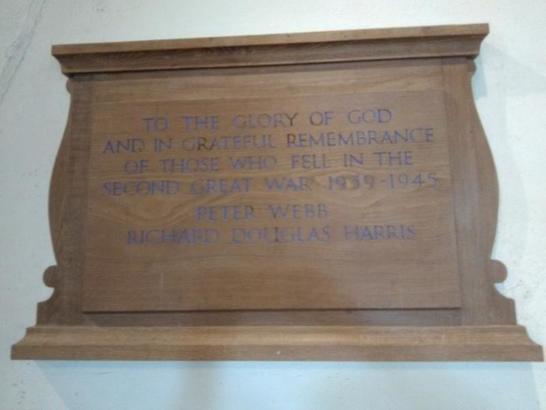 TO THE GLORY OF GOD
AND IN GRATEFUL REMEMBRANCE
OF THOSE WHO FELL IN THE
SECOND GREAT WAR 1939-1945
PETER WEBB
RICHARD DOUGLAS HARRIS